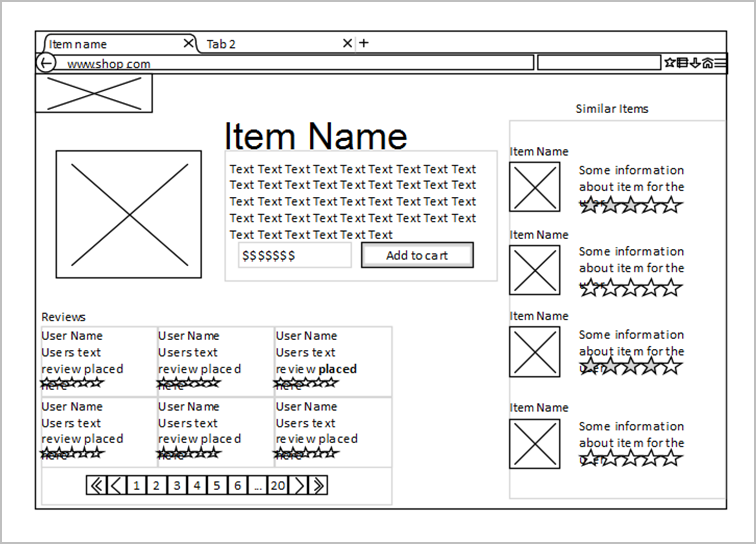 Item name
Tab 2
www.shop.com
Item Name
Text Text Text Text Text Text Text Text Text
Text Text Text Text Text Text Text Text Text
Text Text Text Text Text Text Text Text Text
Text Text Text Text Text Text Text Text Text
Text Text Text Text Text Text
$$$$$$$
Add to cart
Similar Items
Item Name
Some information
about item for the
user
Item Name
Some information
about item for the
user
Item Name
Some information
about item for the
user
Item Name
Some information
about item for the
user
Reviews
User Name
Users text
review placed
here
User Name
Users text
review placed
here
User Name
Users text
review placed
here
User Name
Users text
review placed
here
User Name
Users text
review placed
here
User Name
Users text
review placed
here
1 2 3 4 5 6 ... 20